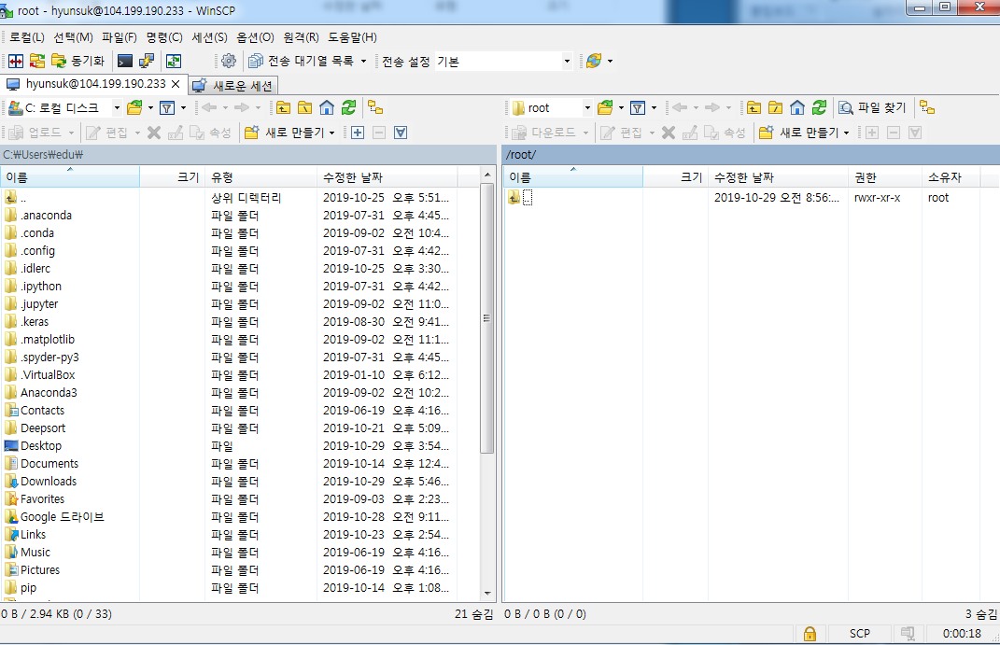 root - hyunsuk@104.199.190.233 - WinSCP
로컬(L) 선택(M) 파일(F) 명령(C) 세션(S) 옵션(O) 원격(R) 도움말(H)
동기화 전송 대기열 목록 전송 설정 기본
hyunsuk@104.199.190.233 새로운 세션
C: 로컬 디스크 root 파일 찾기
업로드 편집 속성 새로 만들기 다운로드 편집 속성 새로 만들기
C:₩Users₩edu₩ /root/
이름 크기 유형 수정한 날짜 이름 크기 수정한 날짜 권한 소유자
.. 상위 디렉터리 2019-10-25 오후 5:51... .. 2019-10-29 오전 8:56:... rwxr-xr-x root
.anaconda 파일 폴더 2019-07-31 오후 4:45...
.conda 파일 폴더 2019-09-02 오전 10:4...
.config 파일 폴더 2019-07-31 오후 4:42...
.idlerc 파일 폴더 2019-10-25 오후 3:30...
.ipython 파일 폴더 2019-07-31 오후 4:42...
.jupyter 파일 폴더 2019-09-02 오전 11:0...
.keras 파일 폴더 2019-08-30 오전 9:41...
.matplotlib 파일 폴더 2019-09-02 오전 11:1...
.spyder-py3 파일 폴더 2019-07-31 오후 4:45...
.VirtualBox 파일 폴더 2019-01-10 오후 6:12...
Anaconda3 파일 폴더 2019-09-02 오전 10:2...
Contacts 파일 폴더 2019-06-19 오후 4:16...
Deepsort 파일 폴더 2019-10-21 오후 5:09...
Desktop 파일 2019-10-29 오후 3:54...
Documents 파일 폴더 2019-10-14 오후 12:4...
Downloads 파일 폴더 2019-10-29 오후 5:46...
Favorites 파일 폴더 2019-09-03 오후 2:23...
Google 드라이브 파일 폴더 2019-10-28 오전 9:11...
Links 파일 폴더 2019-10-23 오후 2:54...
Music 파일 폴더 2019-06-19 오후 4:16...
Pictures 파일 폴더 2019-06-19 오후 4:16...
pip 파일 폴더 2019-10-14 오후 1:08...
0 B / 2.94 KB (0 / 33) 21 숨김 0 B / 0 B (0 / 0) 3 숨김
SCP 0:00:18